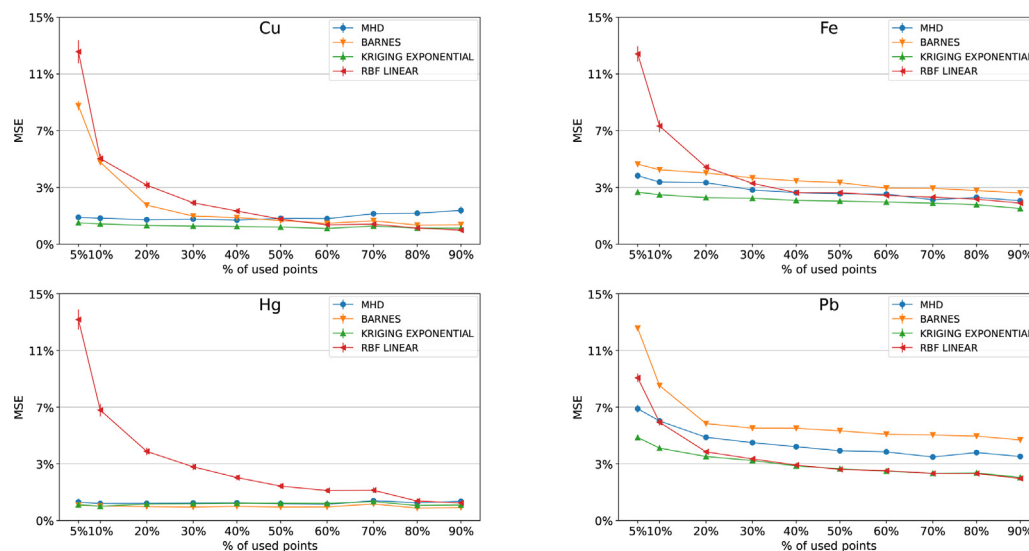 Cu
15%
11%
7%
3%
0%
MSE
MHD
BARNES
KRIGING EXPONENTIAL
RBF LINEAR
5% 10% 20% 30% 40% 50% 60% 70% 80% 90%
% of used points
Fe
15%
11%
7%
3%
0%
MSE
MHD
BARNES
KRIGING EXPONENTIAL
RBF LINEAR
5% 10% 20% 30% 40% 50% 60% 70% 80% 90%
% of used points
Hg
15%
11%
7%
3%
0%
MSE
MHD
BARNES
KRIGING EXPONENTIAL
RBF LINEAR
5% 10% 20% 30% 40% 50% 60% 70% 80% 90%
% of used points
Pb
15%
11%
7%
3%
0%
MSE
MHD
BARNES
KRIGING EXPONENTIAL
RBF LINEAR
5% 10% 20% 30% 40% 50% 60% 70% 80% 90%
% of used points